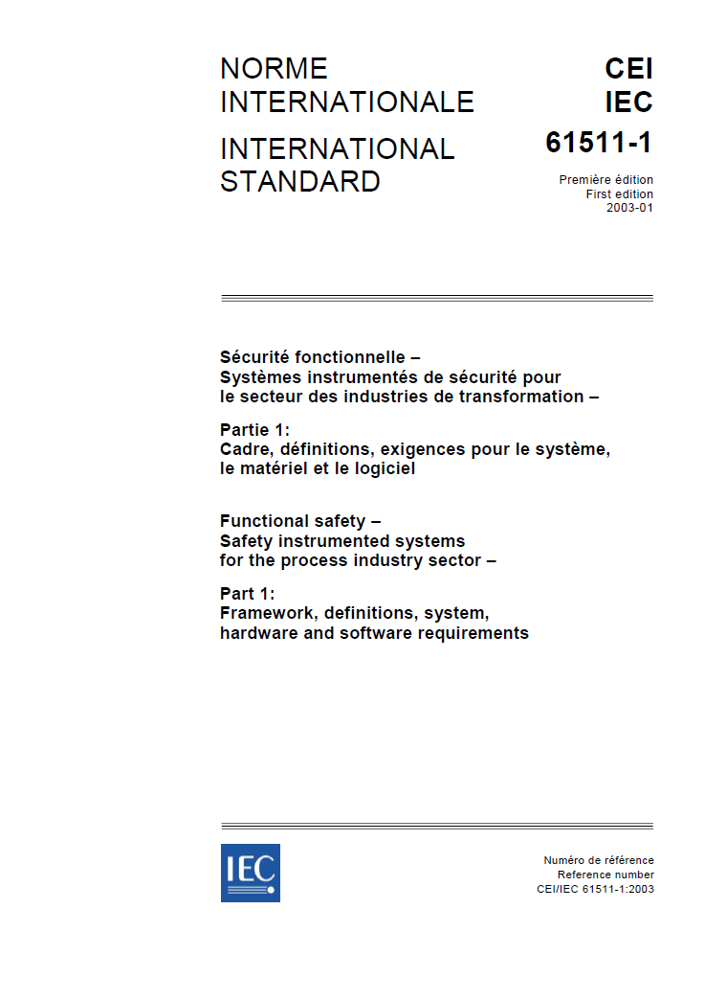 NORME
INTERNATIONALE
INTERNATIONAL
STANDARD
CEI
IEC
61511-1
Première édition
First edition
2003-01
Sécurité fonctionnelle –
Systèmes instrumentés de sécurité pour
le secteur des industries de transformation –
Partie 1:
Cadre, définitions, exigences pour le système,
le matériel et le logiciel
Functional safety –
Safety instrumented systems
for the process industry sector –
Part 1:
Framework, definitions, system,
hardware and software requirements
IEC
Numéro de référence
Reference number
CEI/IEC 61511-1:2003